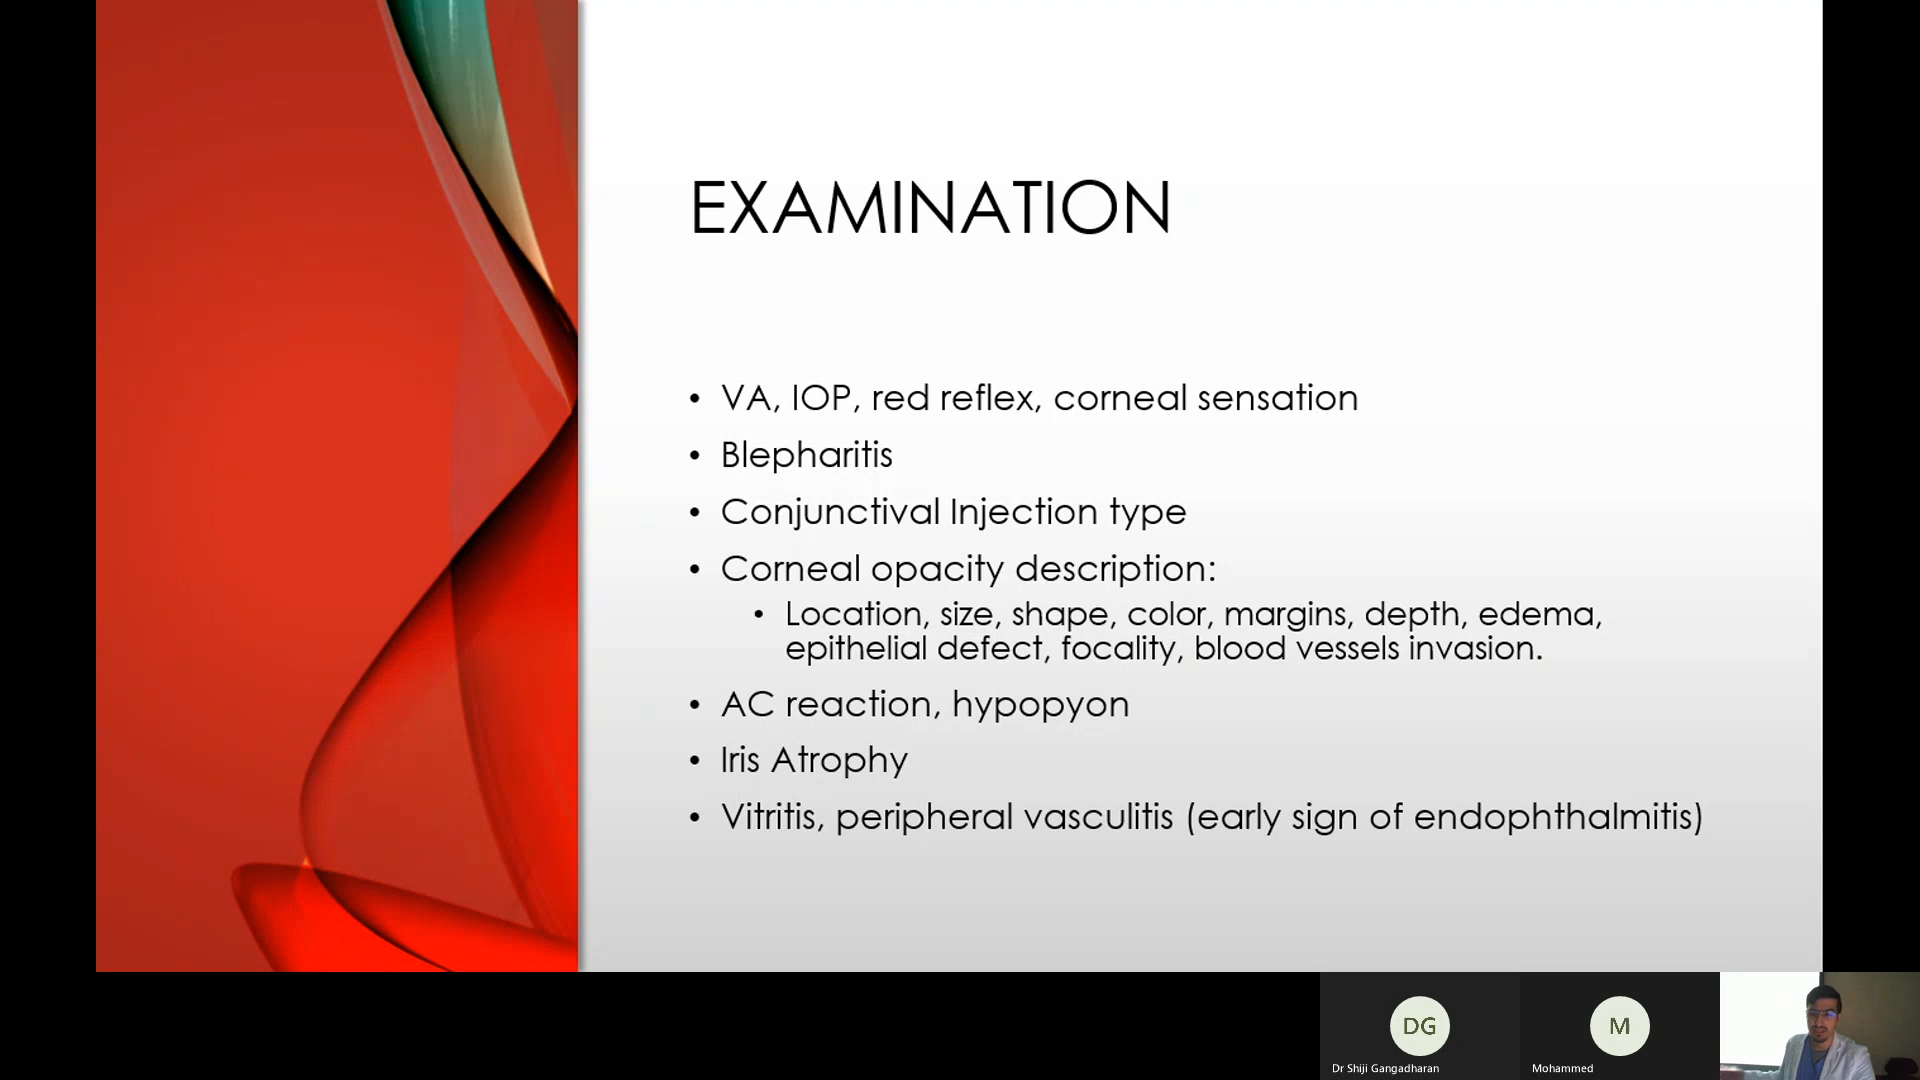 EXAMINATION
• VA, IOP, red reflex, corneal sensation
• Blepharitis
• Conjunctival Injection type
• Corneal opacity description:
• Location, size, shape, color, margins, depth, edema,
epithelial defect, focality, blood vessels invasion.
• AC reaction, hypopyon
• Iris Atrophy
• Vitritis, peripheral vasculitis (early sign of endophthalmitis)
DG
M
Dr Shiji Gangadharan
Mohammed